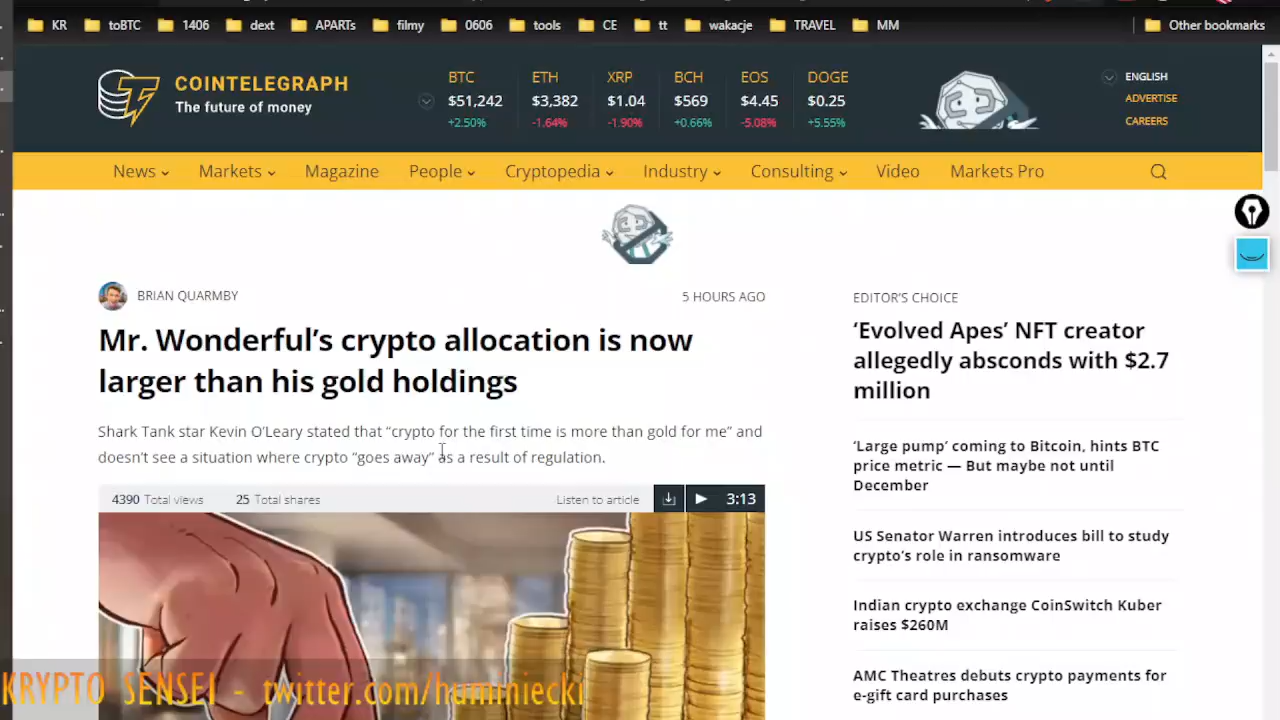 KR toBTC 1406 dext APARTs filmy 0606 tools CE tt wakacje TRAVEL MM Other bookmarks
COINTELEGRAPH
The future of money
BTC ETH XRP BCH EOS DOGE
$51,242 $3,382 $1.04 $569 $4.45 $0.25
+2.50% -1.64% -1.90% +0.66% -5.08% +5.55%
ENGLISH
ADVERTISE
CAREERS
News Markets Magazine People Cryptopedia Industry Consulting Video Markets Pro
BRIAN QUARMBY
5 HOURS AGO
Mr. Wonderful’s crypto allocation is now
larger than his gold holdings
Shark Tank star Kevin O’Leary stated that “crypto for the first time is more than gold for me” and
doesn’t see a situation where crypto “goes away” as a result of regulation.
4390 Total views 25 Total shares Listen to article 3:13
EDITOR’S CHOICE
‘Evolved Apes’ NFT creator
allegedly absconds with $2.7
million
‘Large pump’ coming to Bitcoin, hints BTC
price metric — But maybe not until
December
US Senator Warren introduces bill to study
crypto’s role in ransomware
Indian crypto exchange CoinSwitch Kuber
raises $260M
AMC Theatres debuts crypto payments for
e-gift card purchases
KRYPTO SENSEI - twitter.com/huminiecki